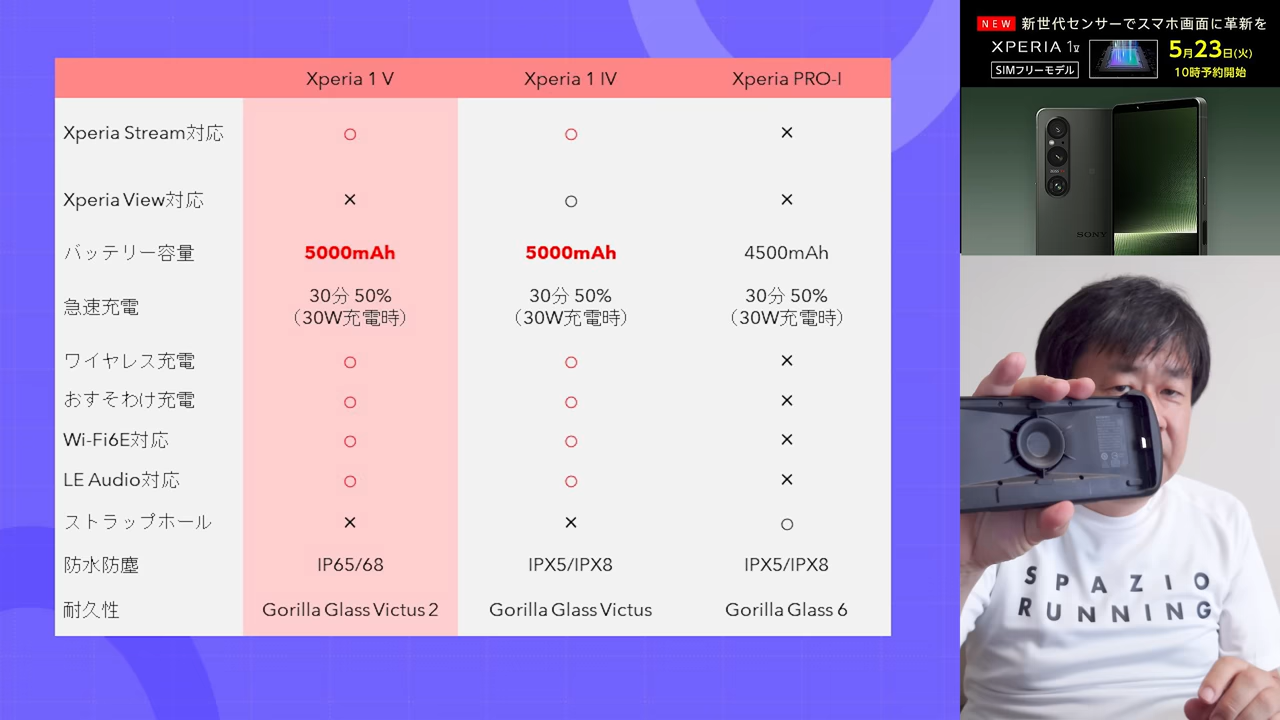 Xperia 1 V Xperia 1 IV Xperia PRO-I
Xperia Stream対応 ○ ○ ×
Xperia View対応 × ○ ×
バッテリー容量 5000mAh 5000mAh 4500mAh
急速充電 30分 50% 30分 50% 30分 50%
（30W充電時） （30W充電時） （30W充電時）
ワイヤレス充電 ○ ○ ×
おすそわけ充電 ○ ○ ×
Wi-Fi6E対応 ○ ○ ×
LE Audio対応 ○ ○ ×
ストラップホール × × ○
防水防塵 IP65/68 IPX5/IPX8 IPX5/IPX8
耐久性 Gorilla Glass Victus 2 Gorilla Glass Victus Gorilla Glass 6
NEW 新世代センサーでスマホ画面に革新を
XPERIA 1 V
SIMフリーモデル
5月23日(火)
10時予約開始
SONY
SPAZIO
RUNNING